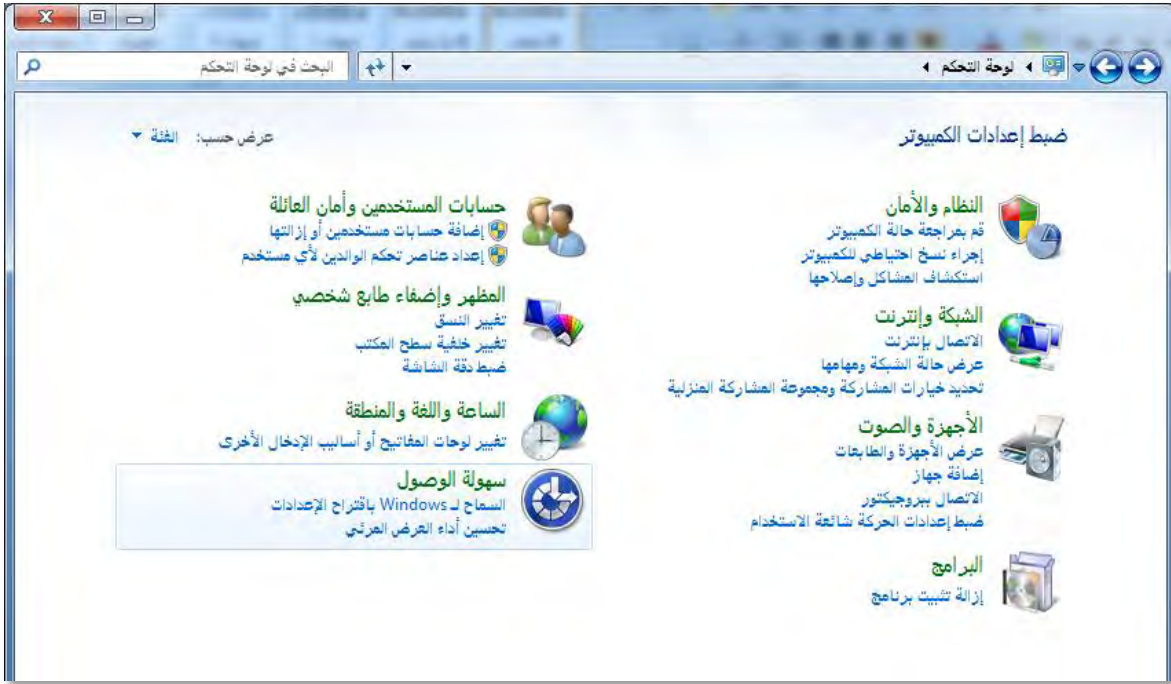 لوحة التحكم
البحث في لوحة التحكم
ضبط إعدادات الكمبيوتر
عرض حسب: الفئة
النظام والأمان
قم بمراجعة حالة الكمبيوتر
إجراء نسخ احتياطي للكمبيوتر
استكشاف المشاكل وإصلاحها
الشبكة وإنترنت
الاتصال بإنترنت
عرض حالة الشبكة ومهامها
تحديد خيارات المشاركة ومجموعة المشاركة المنزلية
الأجهزة والصوت
عرض الأجهزة والطابعات
إضافة جهاز
الاتصال ببروجيكتور
ضبط إعدادات الحركة شائعة الاستخدام
البرامج
إزالة تثبيت برنامج
حسابات المستخدمين وأمان العائلة
إضافة حسابات مستخدمين أو إزالتها
إعداد عناصر تحكم الوالدين لأي مستخدم
المظهر وإضفاء طابع شخصي
تغيير النسق
تغيير خلفية سطح المكتب
ضبط دقة الشاشة
الساعة واللغة والمنطقة
تغيير لوحات المفاتيح أو أساليب الإدخال الأخرى
سهولة الوصول
السماح لـ Windows باقتراح الإعدادات
تحسين أداء العرض المرئي